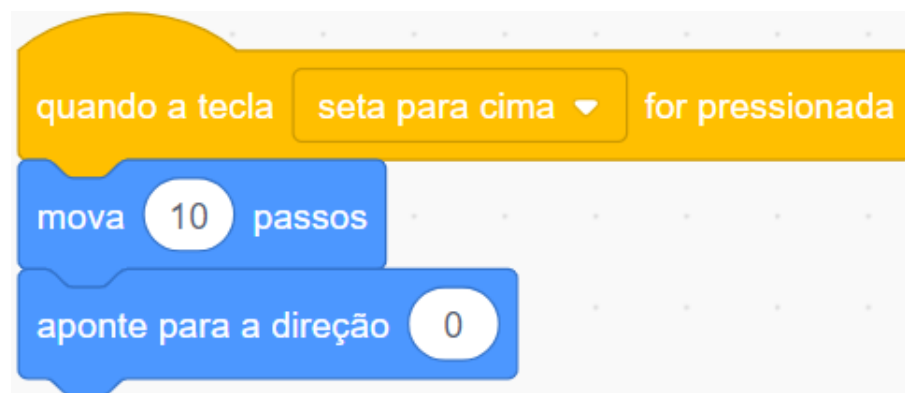 quando a tecla seta para cima for pressionada
mova 10 passos
aponte para a direção 0